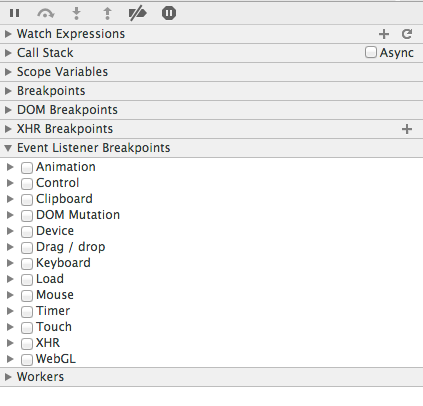 Watch Expressions
Call Stack Async
Scope Variables
Breakpoints
DOM Breakpoints
XHR Breakpoints
Event Listener Breakpoints
Animation
Control
Clipboard
DOM Mutation
Device
Drag / drop
Keyboard
Load
Mouse
Timer
Touch
XHR
WebGL
Workers